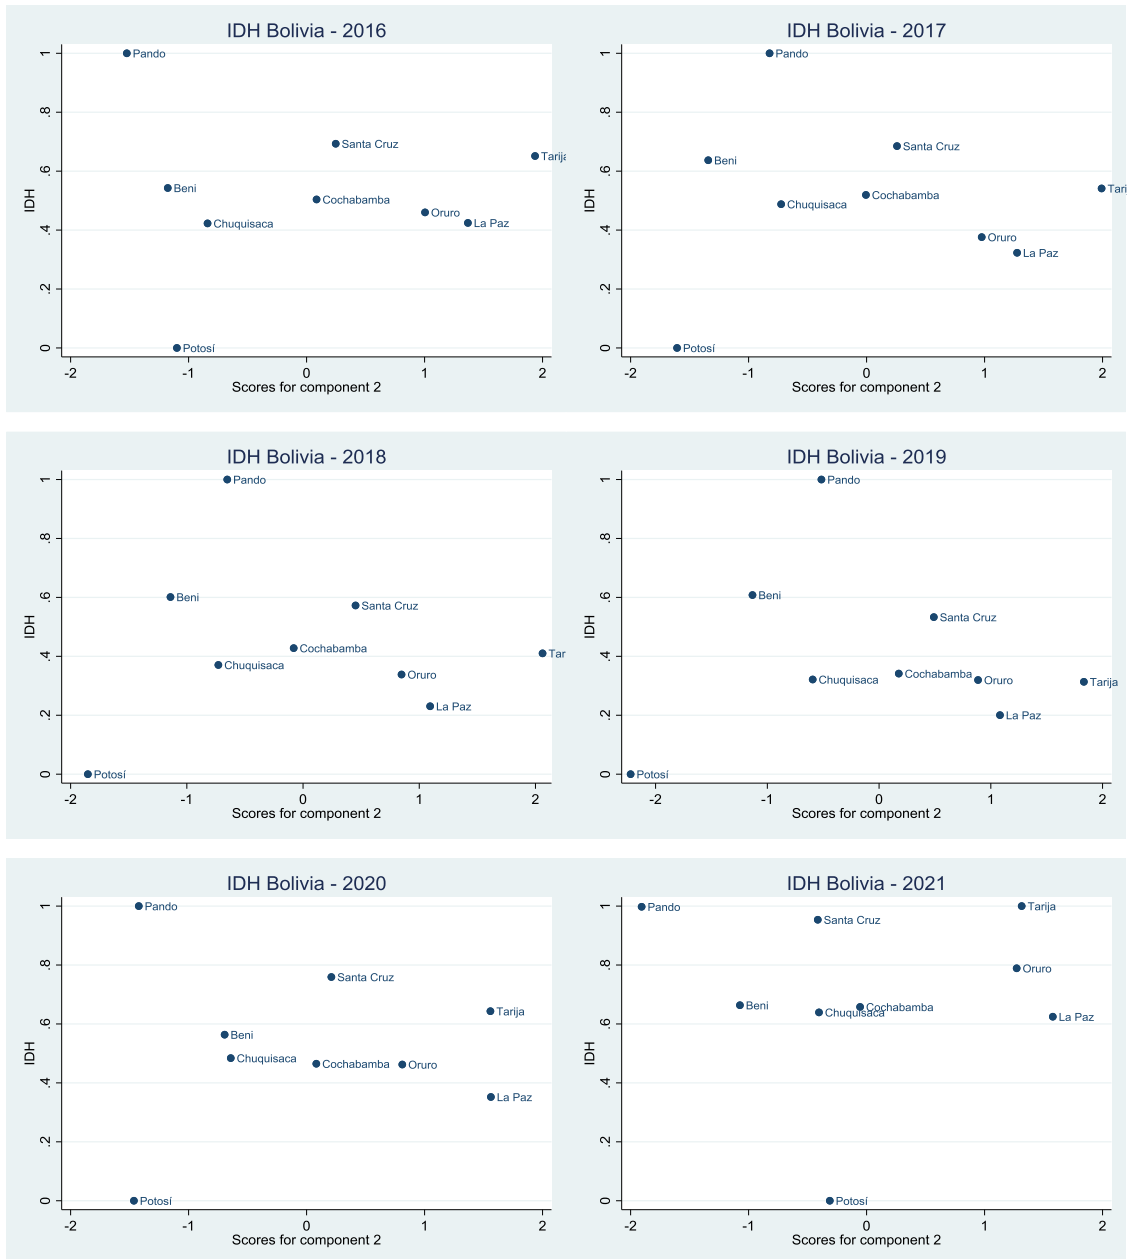 IDH Bolivia - 2016
1
.8
.6
.4
.2
0
IDH
Pando
Santa Cruz
Tarija
Beni
Cochabamba
Oruro
Chuquisaca
La Paz
Potosí
-2 -1 0 1 2
Scores for component 2
IDH Bolivia - 2017
1
.8
.6
.4
.2
0
IDH
Pando
Santa Cruz
Beni
Tari
Cochabamba
Chuquisaca
Oruro
La Paz
Potosí
-2 -1 0 1 2
Scores for component 2
IDH Bolivia - 2018
1
.8
.6
.4
.2
0
IDH
Pando
Beni
Santa Cruz
Cochabamba
Tar
Chuquisaca
Oruro
La Paz
Potosí
-2 -1 0 1 2
Scores for component 2
IDH Bolivia - 2019
1
.8
.6
.4
.2
0
IDH
Pando
Beni
Santa Cruz
Cochabamba
Chuquisaca
Oruro
Tarija
La Paz
Potosí
-2 -1 0 1 2
Scores for component 2
IDH Bolivia - 2020
1
.8
.6
.4
.2
0
IDH
Pando
Santa Cruz
Tarija
Beni
Chuquisaca
Cochabamba
Oruro
La Paz
Potosí
-2 -1 0 1 2
Scores for component 2
IDH Bolivia - 2021
1
.8
.6
.4
.2
0
IDH
Pando
Tarija
Santa Cruz
Oruro
Beni
Cochabamba
Chuquisaca
La Paz
Potosí
-2 -1 0 1 2
Scores for component 2